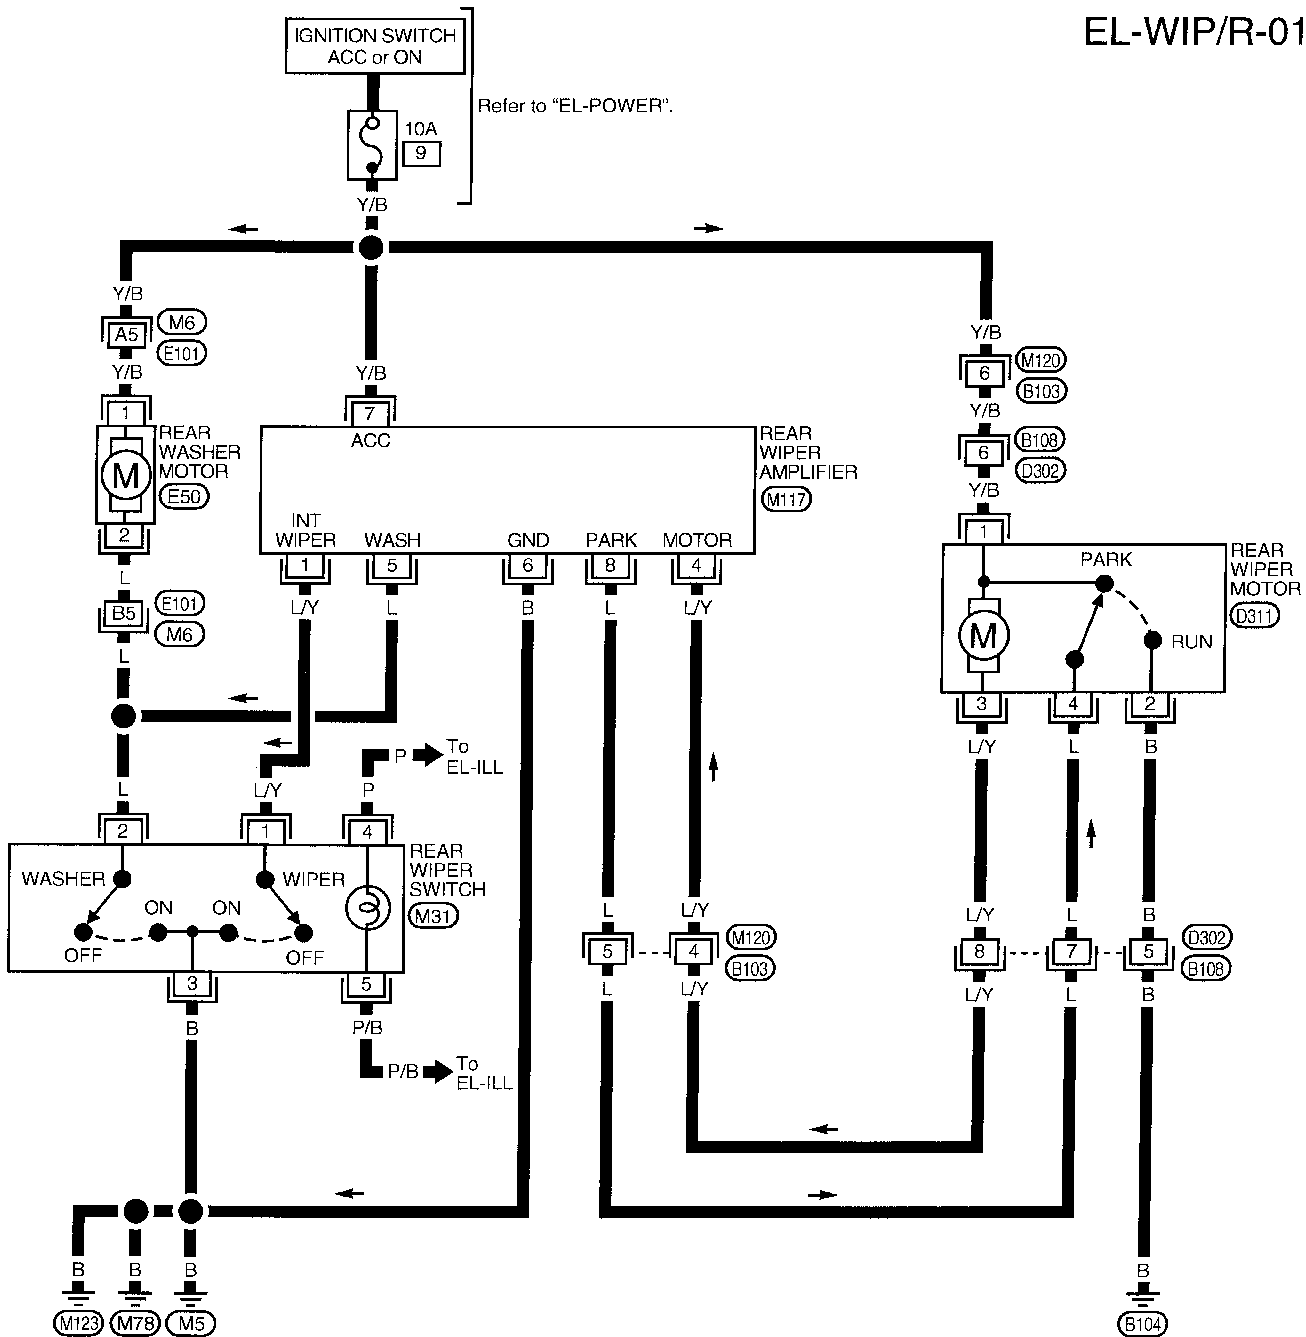 EL-WIP/R-01
IGNITION SWITCH
ACC or ON
Refer to "EL-POWER".
10A
9
Y/B
Y/B
Y/B
Y/B
A5
M6
E101
Y/B
1
7
ACC
6
M120
B103
Y/B
6
B108
D302
Y/B
1
REAR
WASHER
MOTOR
E50
M
2
REAR
WIPER
AMPLIFIER
M117
INT
WIPER
WASH
GND
PARK
MOTOR
1
5
6
8
4
L/Y
L
B
L
L/Y
PARK
RUN
M
REAR
WIPER
MOTOR
D311
3
4
2
L/Y
L
B
L
B5
E101
M6
L
L
L/Y
P
To
EL-ILL
P
2
1
4
WASHER
WIPER
ON
ON
OFF
OFF
REAR
WIPER
SWITCH
M31
3
5
B
P/B
P/B
To
EL-ILL
L
L/Y
5
4
M120
B103
L
L/Y
L/Y
L
B
8
7
5
D302
B108
L/Y
L
B
B
B
B
B
M123
M78
M5
B104